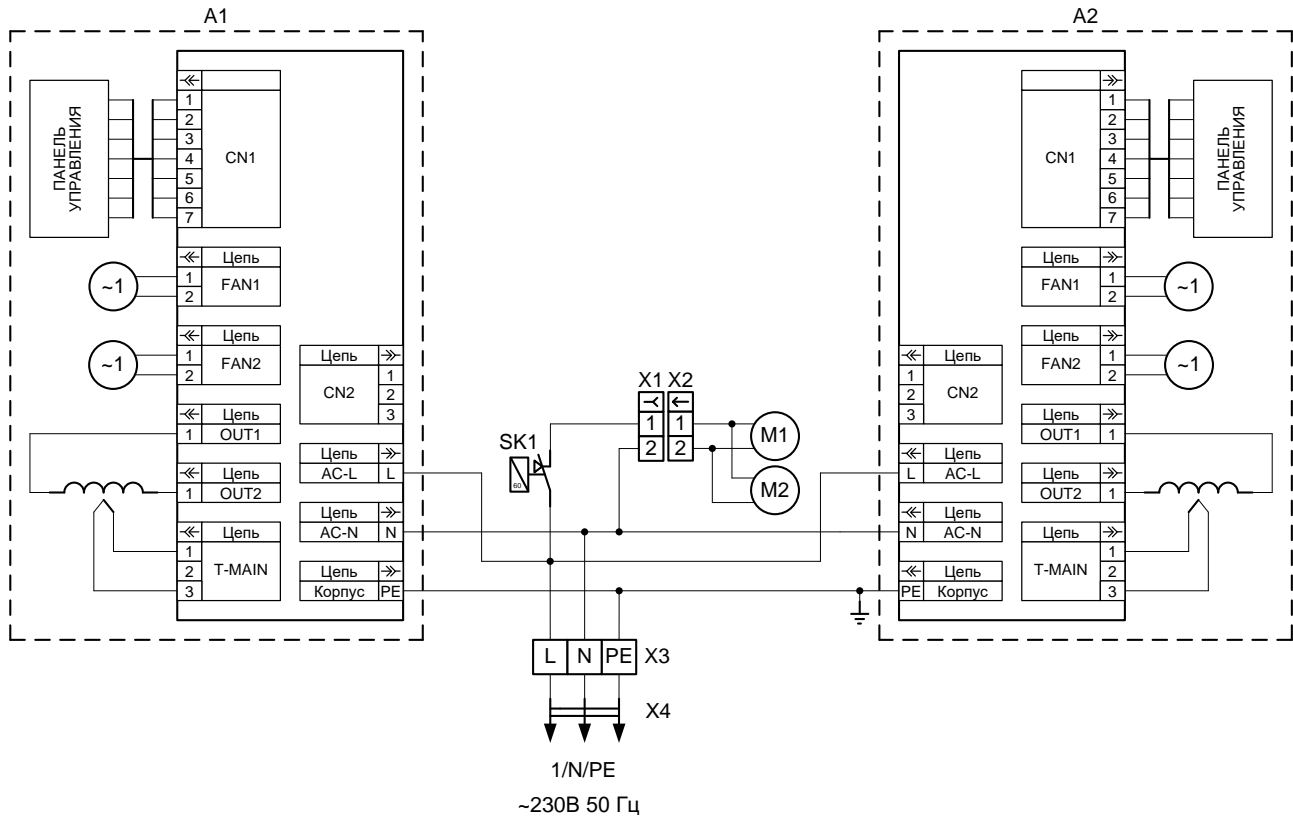 A1
A2
ПАНЕЛЬ
УПРАВЛЕНИЯ
1
2
3
4
5
6
7
CN1
Цепь
1
2
FAN1
~1
Цепь
1
2
FAN2
~1
Цепь
1
OUT1
Цепь
1
OUT2
Цепь
1
2
3
T-MAIN
Цепь
CN2
1
2
3
Цепь
AC-L L
Цепь
AC-N N
Цепь
Корпус PE
SK1
60
X1 X2
1 1
2 2
M1
M2
L N PE X3
X4
1/N/PE
~230В 50 Гц
Цепь
1
2
3
CN2
Цепь
L AC-L
Цепь
N AC-N
Цепь
PE Корпус
CN1
1
2
3
4
5
6
7
ПАНЕЛЬ
УПРАВЛЕНИЯ
Цепь
FAN1
1
2
~1
Цепь
FAN2
1
2
~1
Цепь
OUT1 1
Цепь
OUT2 1
Цепь
T-MAIN
1
2
3